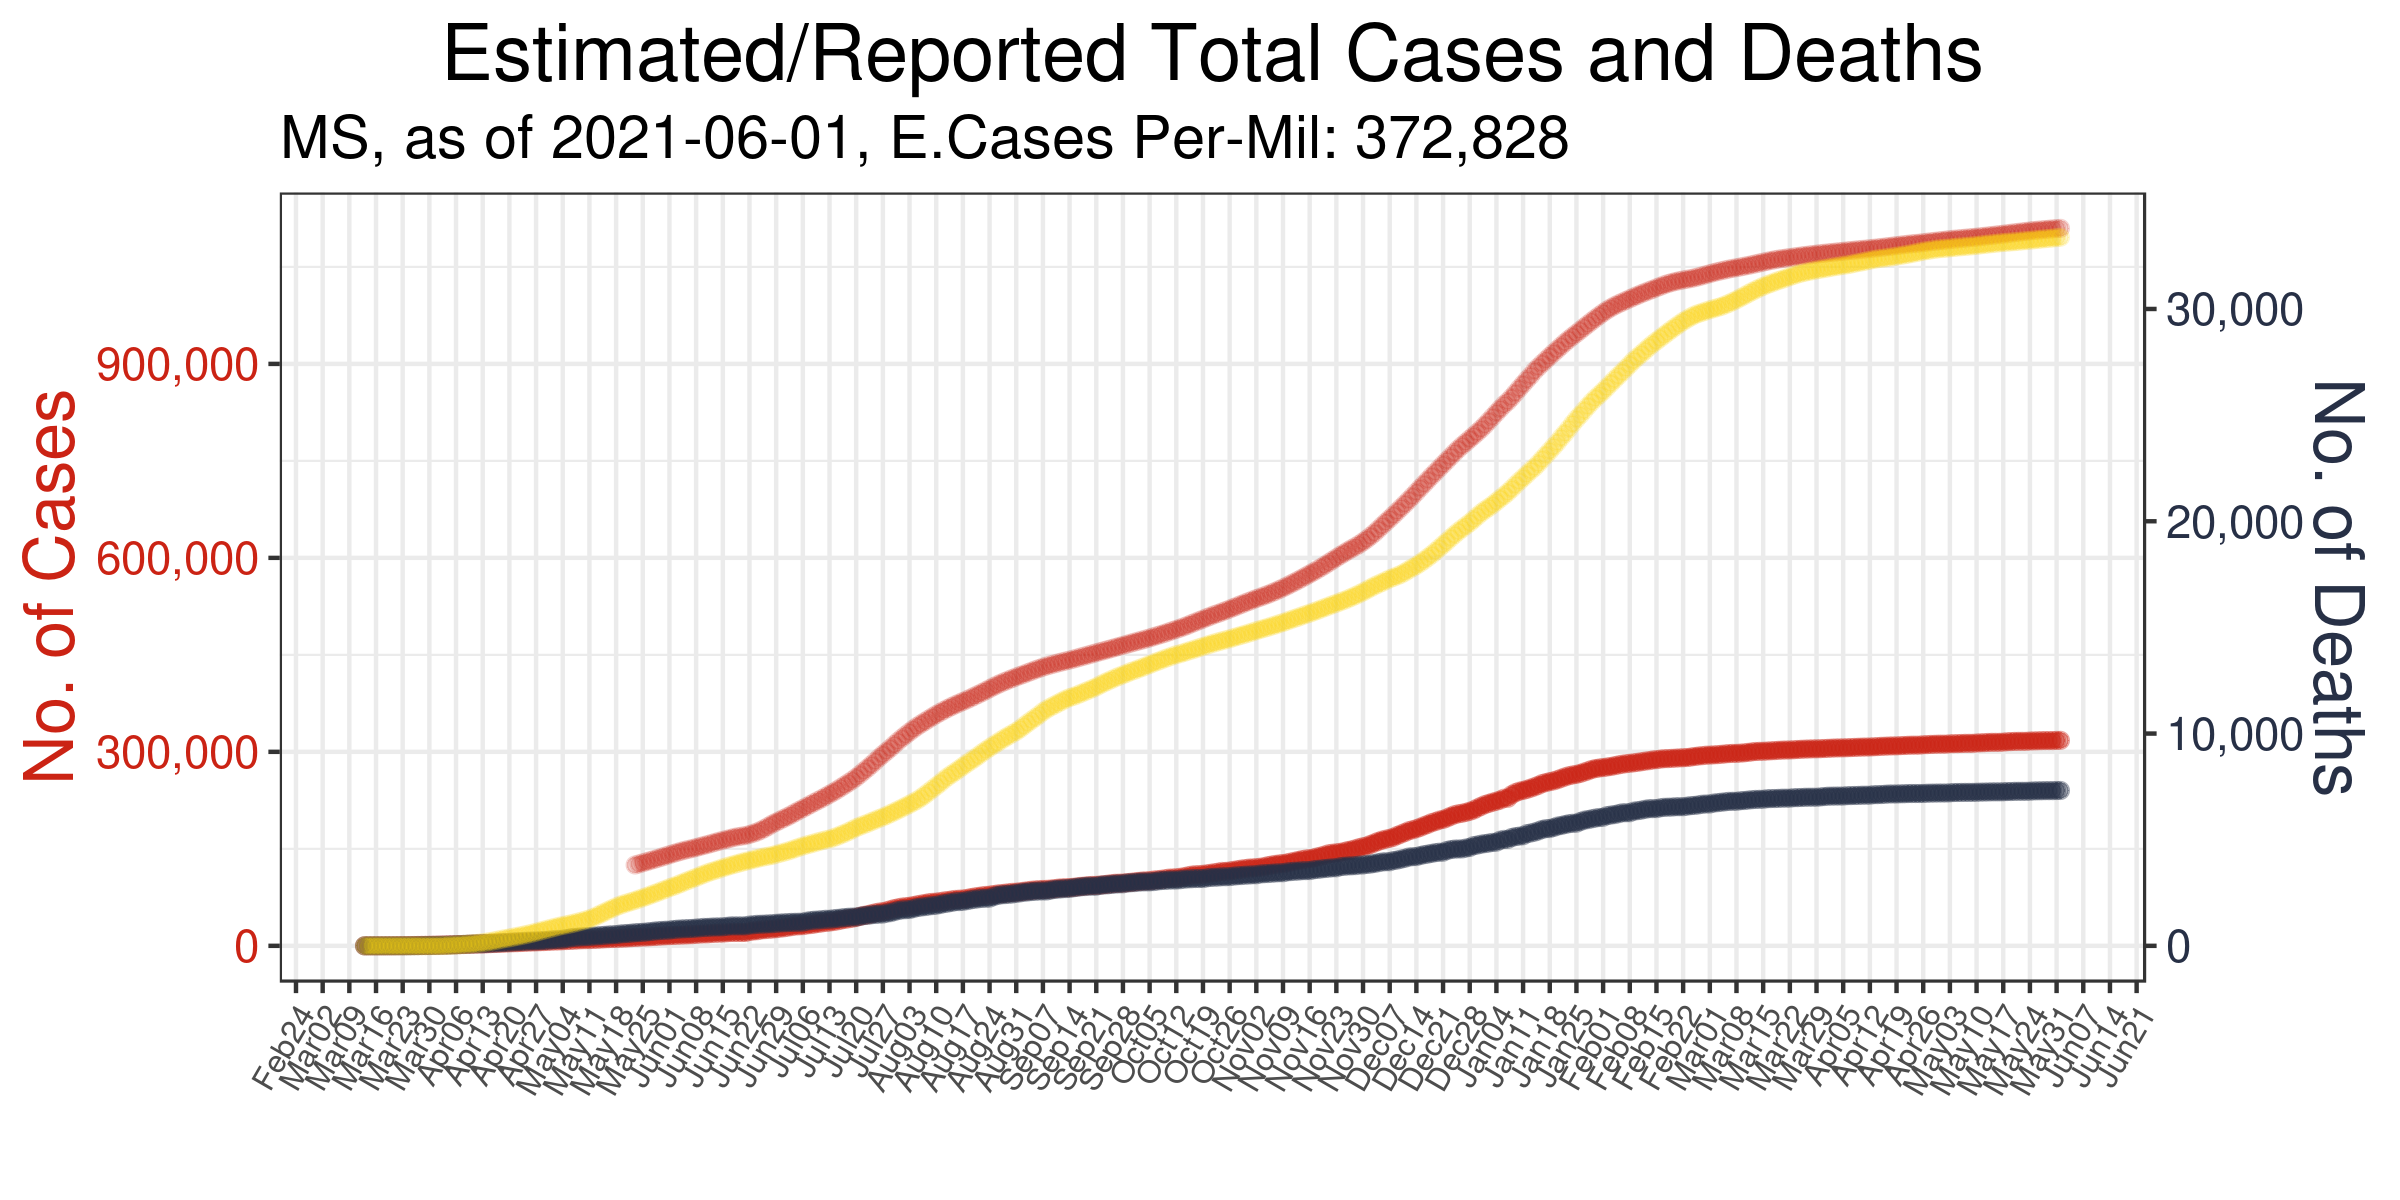 Estimated/Reported Total Cases and Deaths
MS, as of 2021-06-01, E.Cases Per-Mil: 372,828
No. of Cases
900,000
600,000
300,000
0
30,000
20,000
10,000
0
No. of Deaths
Feb24
Mar02
Mar09
Mar16
Mar23
Mar30
Apr06
Apr13
Apr20
Apr27
May04
May11
May18
May25
Jun01
Jun08
Jun15
Jun22
Jun29
Jul06
Jul13
Jul20
Jul27
Aug03
Aug10
Aug17
Aug24
Aug31
Sep07
Sep14
Sep21
Sep28
Oct05
Oct12
Oct19
Oct26
Nov02
Nov09
Nov16
Nov23
Nov30
Dec07
Dec14
Dec21
Dec28
Jan04
Jan11
Jan18
Jan25
Feb01
Feb08
Feb15
Feb22
Mar01
Mar08
Mar15
Mar22
Mar29
Apr05
Apr12
Apr19
Apr26
May03
May10
May17
May24
May31
Jun07
Jun14
Jun21